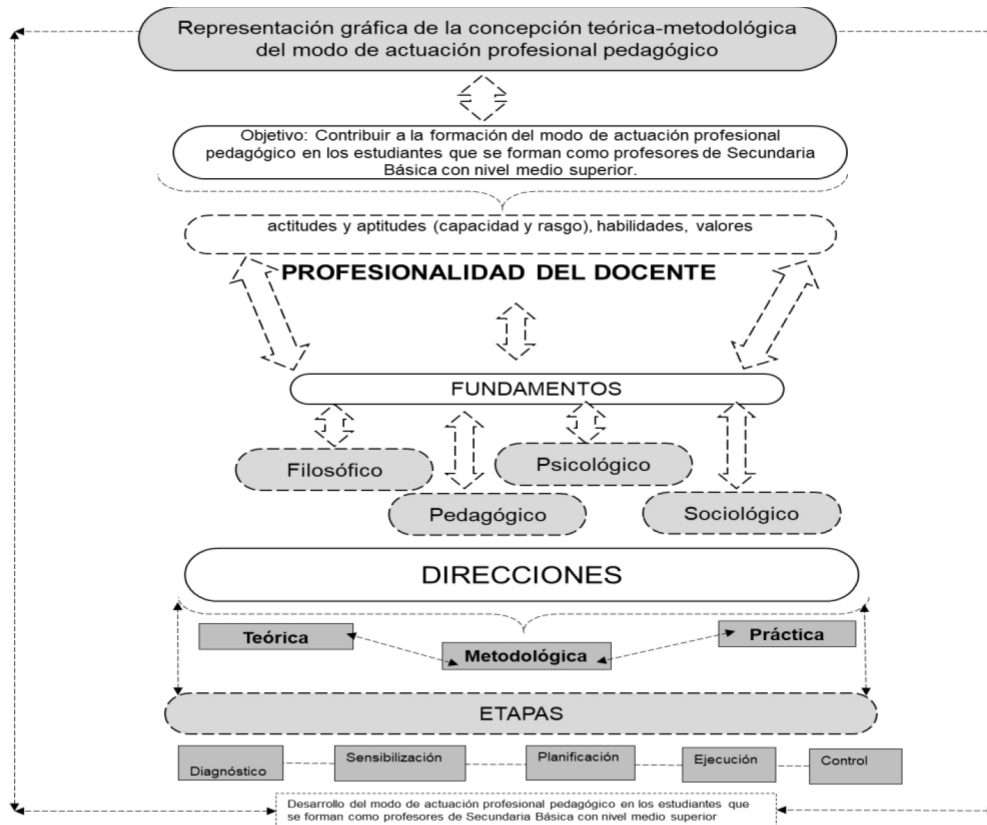 Representación gráfica de la concepción teórica-metodológica
del modo de actuación profesional pedagógico
Objetivo: Contribuir a la formación del modo de actuación profesional
pedagógico en los estudiantes que se forman como profesores de Secundaria
Básica con nivel medio superior.
actitudes y aptitudes (capacidad y rasgo), habilidades, valores
PROFESIONALIDAD DEL DOCENTE
FUNDAMENTOS
Filosófico
Psicológico
Pedagógico
Sociológico
DIRECCIONES
Teórica
Metodológica
Práctica
ETAPAS
Diagnóstico
Sensibilización
Planificación
Ejecución
Control
Desarrollo del modo de actuación profesional pedagógico en los estudiantes que
se forman como profesores de Secundaria Básica con nivel medio superior